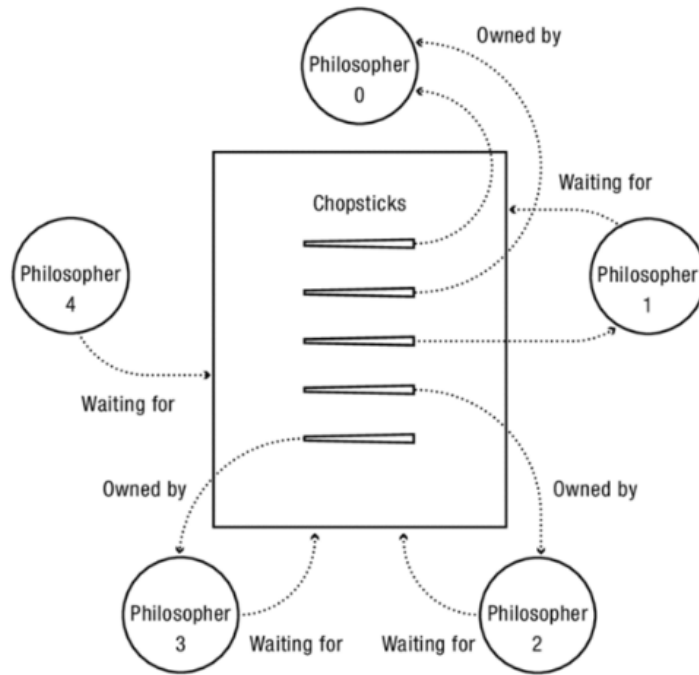 Owned by
Philosopher
0
Chopsticks
Waiting for
Philosopher
4
Philosopher
1
Waiting for
Owned by
Owned by
Philosopher
3
Waiting for
Waiting for
Philosopher
2